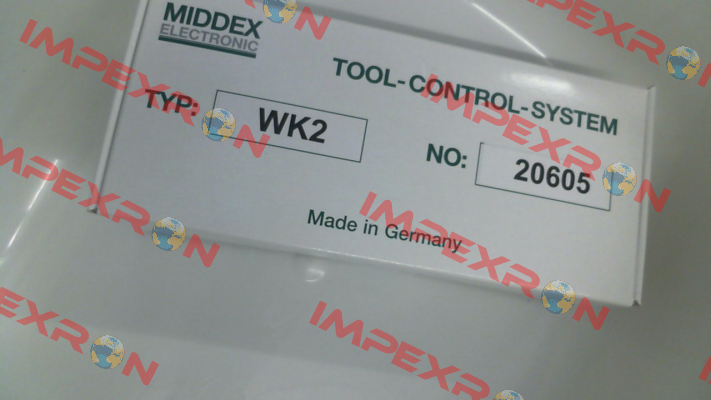 MIDDEX
ELECTRONIC
TOOL-CONTROL-SYSTEM
TYP: WK2
NO: 20605
Made in Germany
IMPEXRON
IMPEXRON
IMPEXRON
IMPEXRON
IMPEXRON
IMPEXRON
IMPEXRON